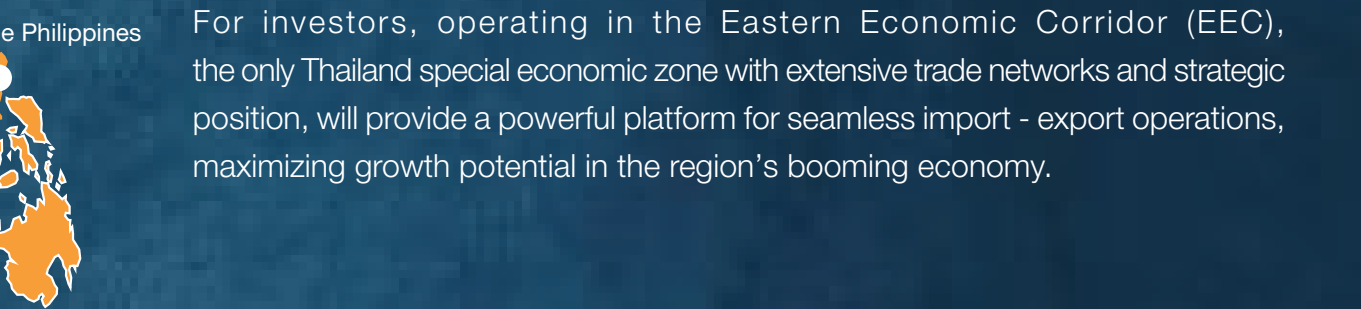 e Philippines
For investors, operating in the Eastern Economic Corridor (EEC),
the only Thailand special economic zone with extensive trade networks and strategic
position, will provide a powerful platform for seamless import - export operations,
maximizing growth potential in the region's booming economy.